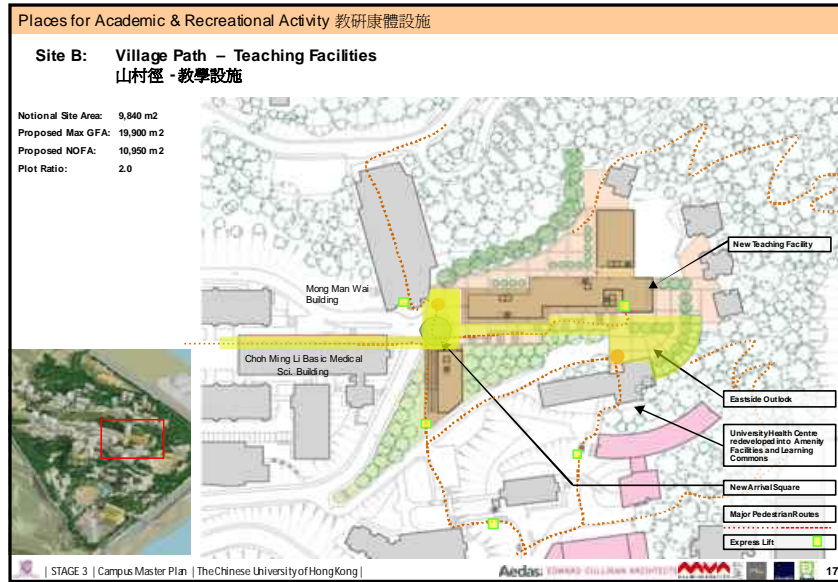 Places for Academic & Recreational Activity 教研康體設施
Site B: Village Path – Teaching Facilities
山村徑 - 教學設施
Notional Site Area: 9,840 m2
Proposed Max GFA: 19,900 m2
Proposed NOFA: 10,950 m2
Plot Ratio: 2.0
New Teaching Facility
Mong Man Wai
Building
Choh Ming Li Basic Medical
Sci. Building
Eastside Outlook
University Health Centre
redeveloped into Amenity
Facilities and Learning
Commons
New Arrival Square
Major Pedestrian Routes
Express Lift
| STAGE 3 | Campus Master Plan | The Chinese University of Hong Kong |
Aedas
EDWARD CULLINAN ARCHITECTS
17